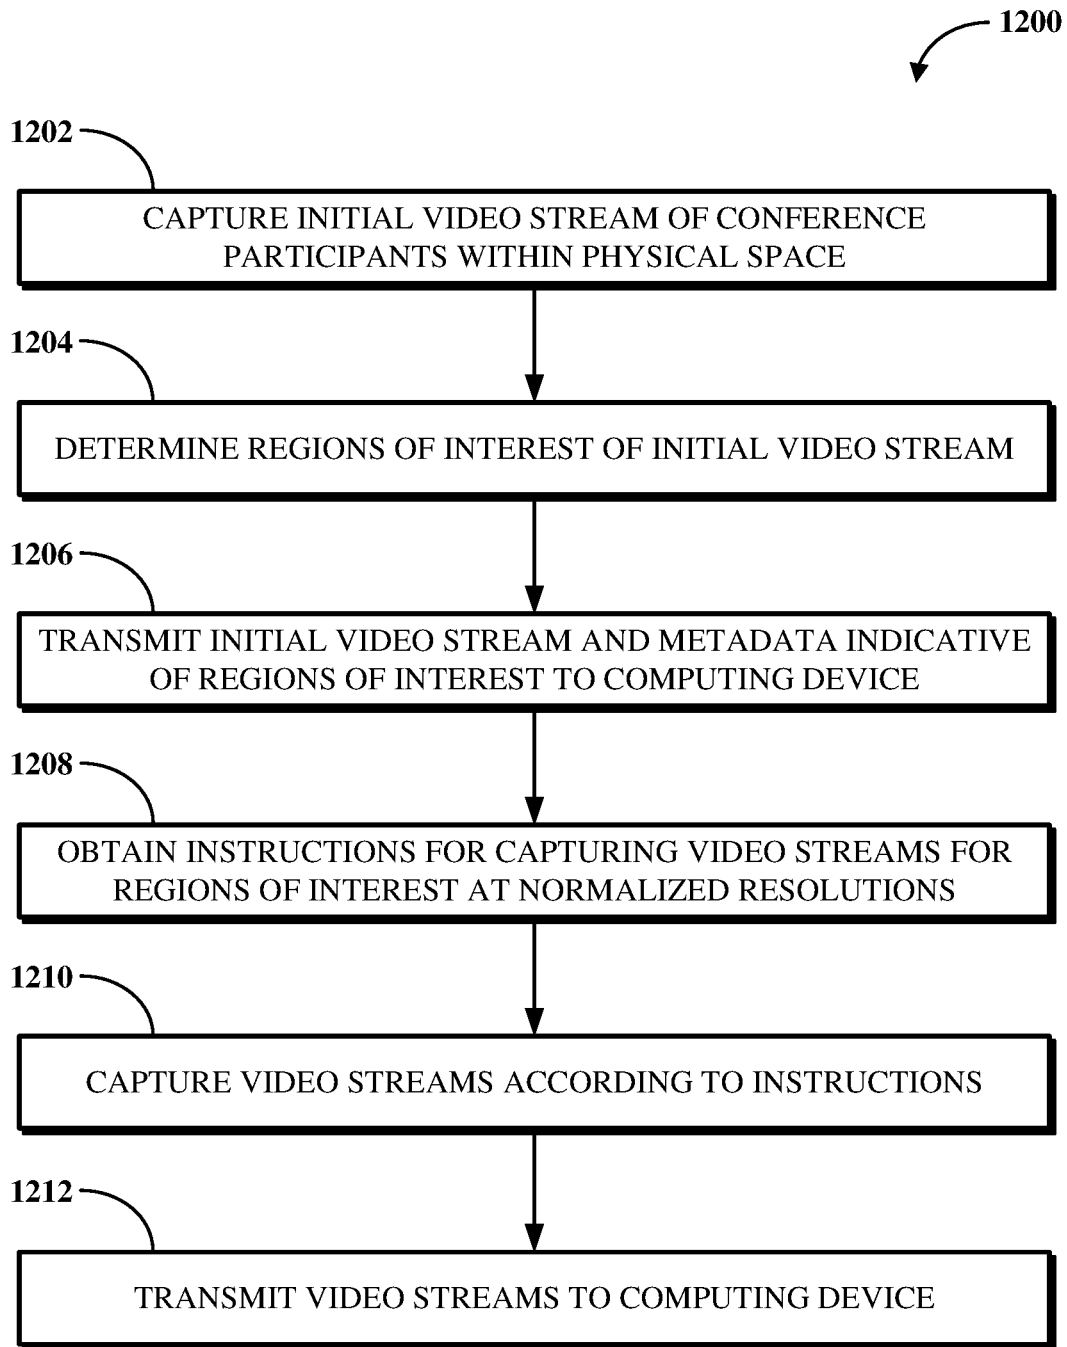 1200
1202
CAPTURE INITIAL VIDEO STREAM OF CONFERENCE
PARTICIPANTS WITHIN PHYSICAL SPACE
1204
DETERMINE REGIONS OF INTEREST OF INITIAL VIDEO STREAM
1206
TRANSMIT INITIAL VIDEO STREAM AND METADATA INDICATIVE
OF REGIONS OF INTEREST TO COMPUTING DEVICE
1208
OBTAIN INSTRUCTIONS FOR CAPTURING VIDEO STREAMS FOR
REGIONS OF INTEREST AT NORMALIZED RESOLUTIONS
1210
CAPTURE VIDEO STREAMS ACCORDING TO INSTRUCTIONS
1212
TRANSMIT VIDEO STREAMS TO COMPUTING DEVICE